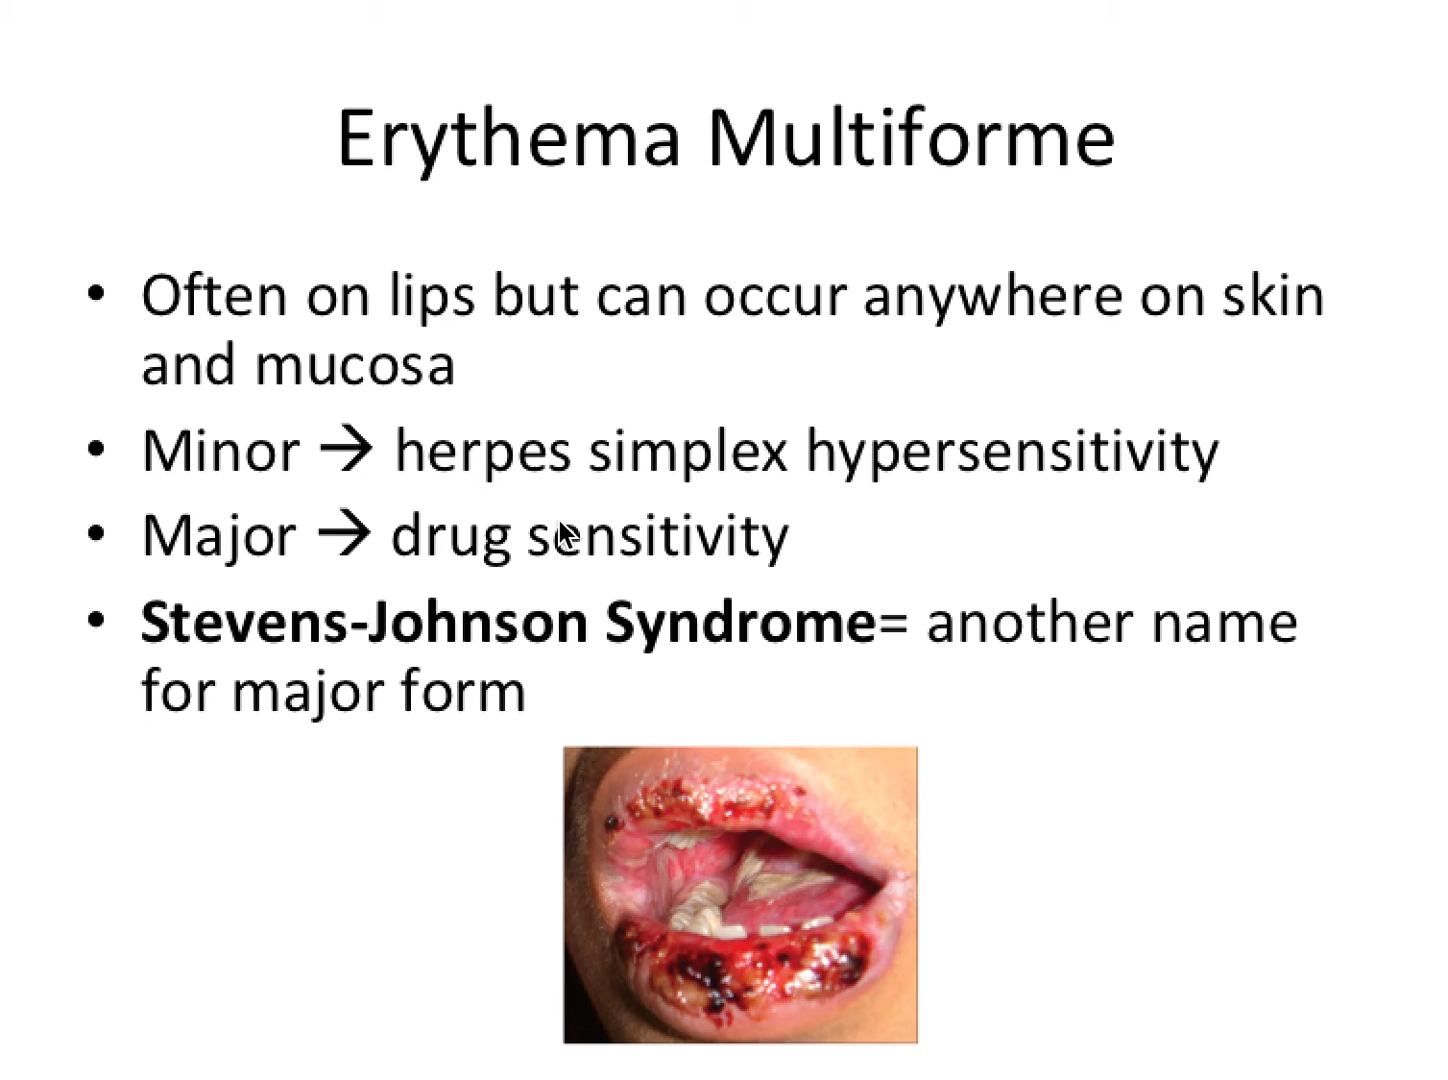 Erythema Multiforme
• Often on lips but can occur anywhere on skin
and mucosa
• Minor → herpes simplex hypersensitivity
• Major → drug sensitivity
• Stevens-Johnson Syndrome= another name
for major form